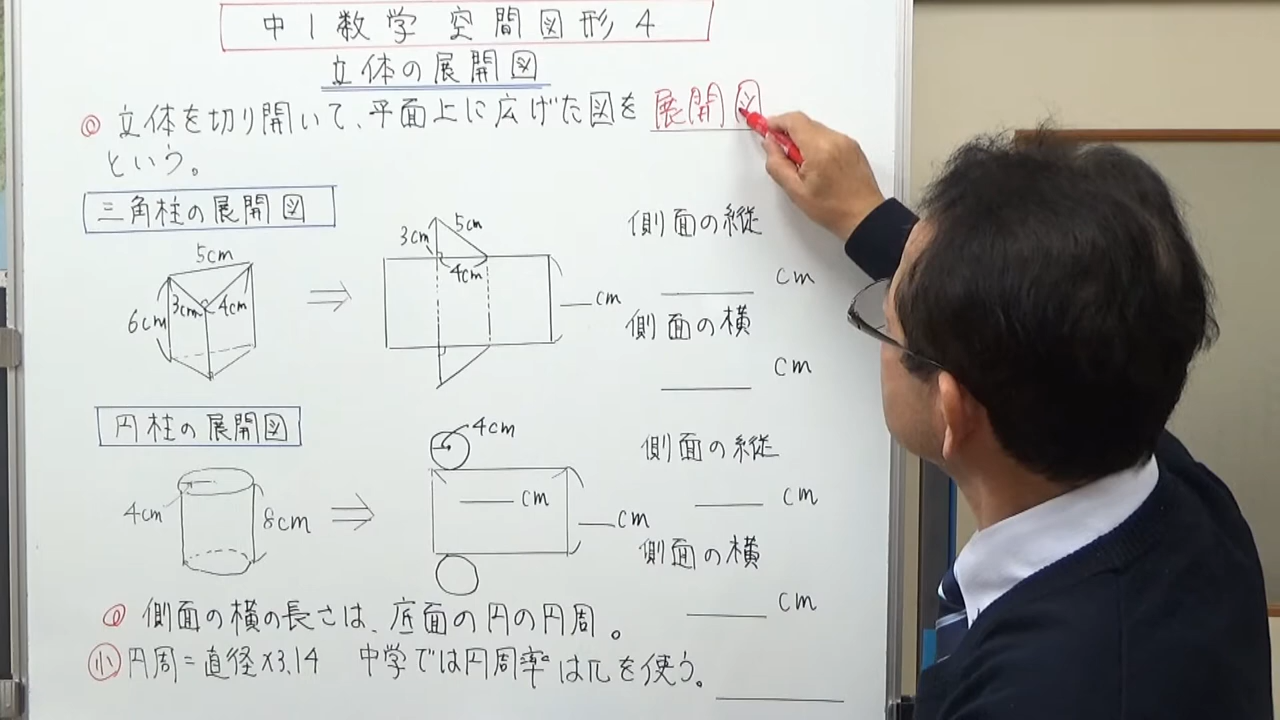 中1数学 空間図形4
立体の展開図
◎ 立体を切り開いて、平面上に広げた図を 展開図
という。
三角柱の展開図
5cm
3cm 4cm
6cm
⇒
3cm 5cm
4cm
cm
側面の縦
cm
側面の横
cm
円柱の展開図
4cm
8cm
⇒
4cm
cm
cm
側面の縦
cm
側面の横
cm
◎ 側面の横の長さは、底面の円の円周。
小 円周=直径×3.14 中学では円周率はπを使う。